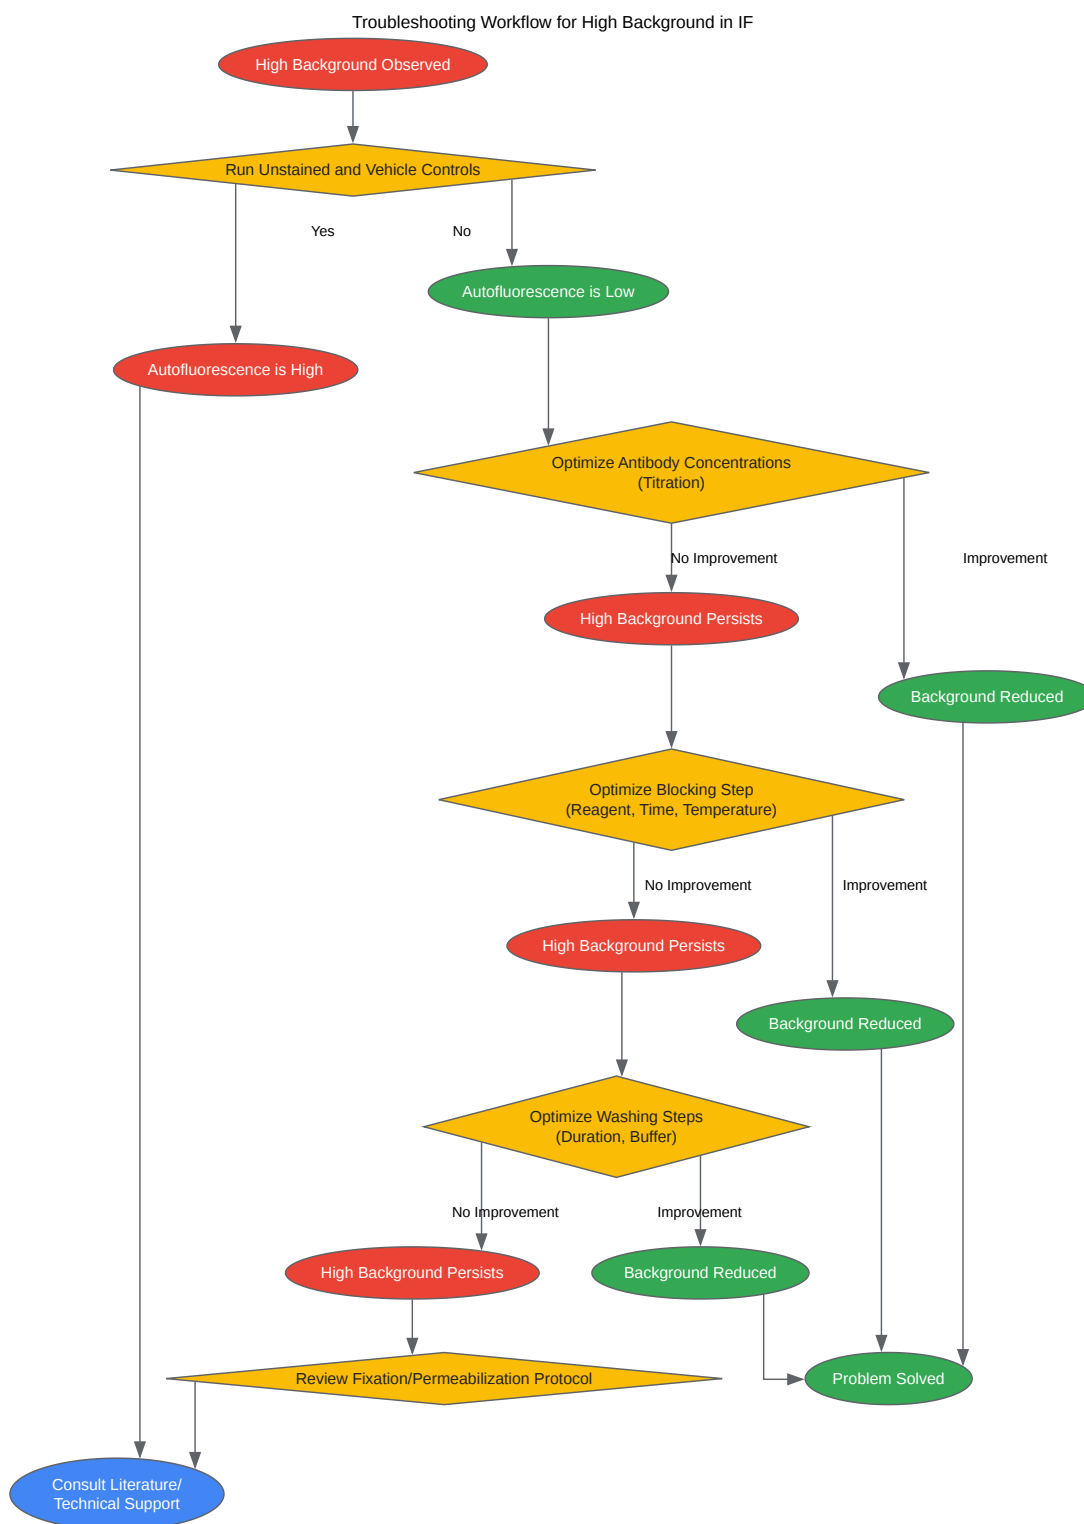 Troubleshooting Workflow for High Background in IF
High Background Observed
Run Unstained and Vehicle Controls
Yes
No
Autofluorescence is Low
Autofluorescence is High
Optimize Antibody Concentrations
(Titration)
No Improvement
Improvement
High Background Persists
Background Reduced
Optimize Blocking Step
(Reagent, Time, Temperature)
No Improvement
Improvement
High Background Persists
Background Reduced
Optimize Washing Steps
(Duration, Buffer)
No Improvement
Improvement
High Background Persists
Background Reduced
Review Fixation/Permeabilization Protocol
Problem Solved
Consult Literature/
Technical Support